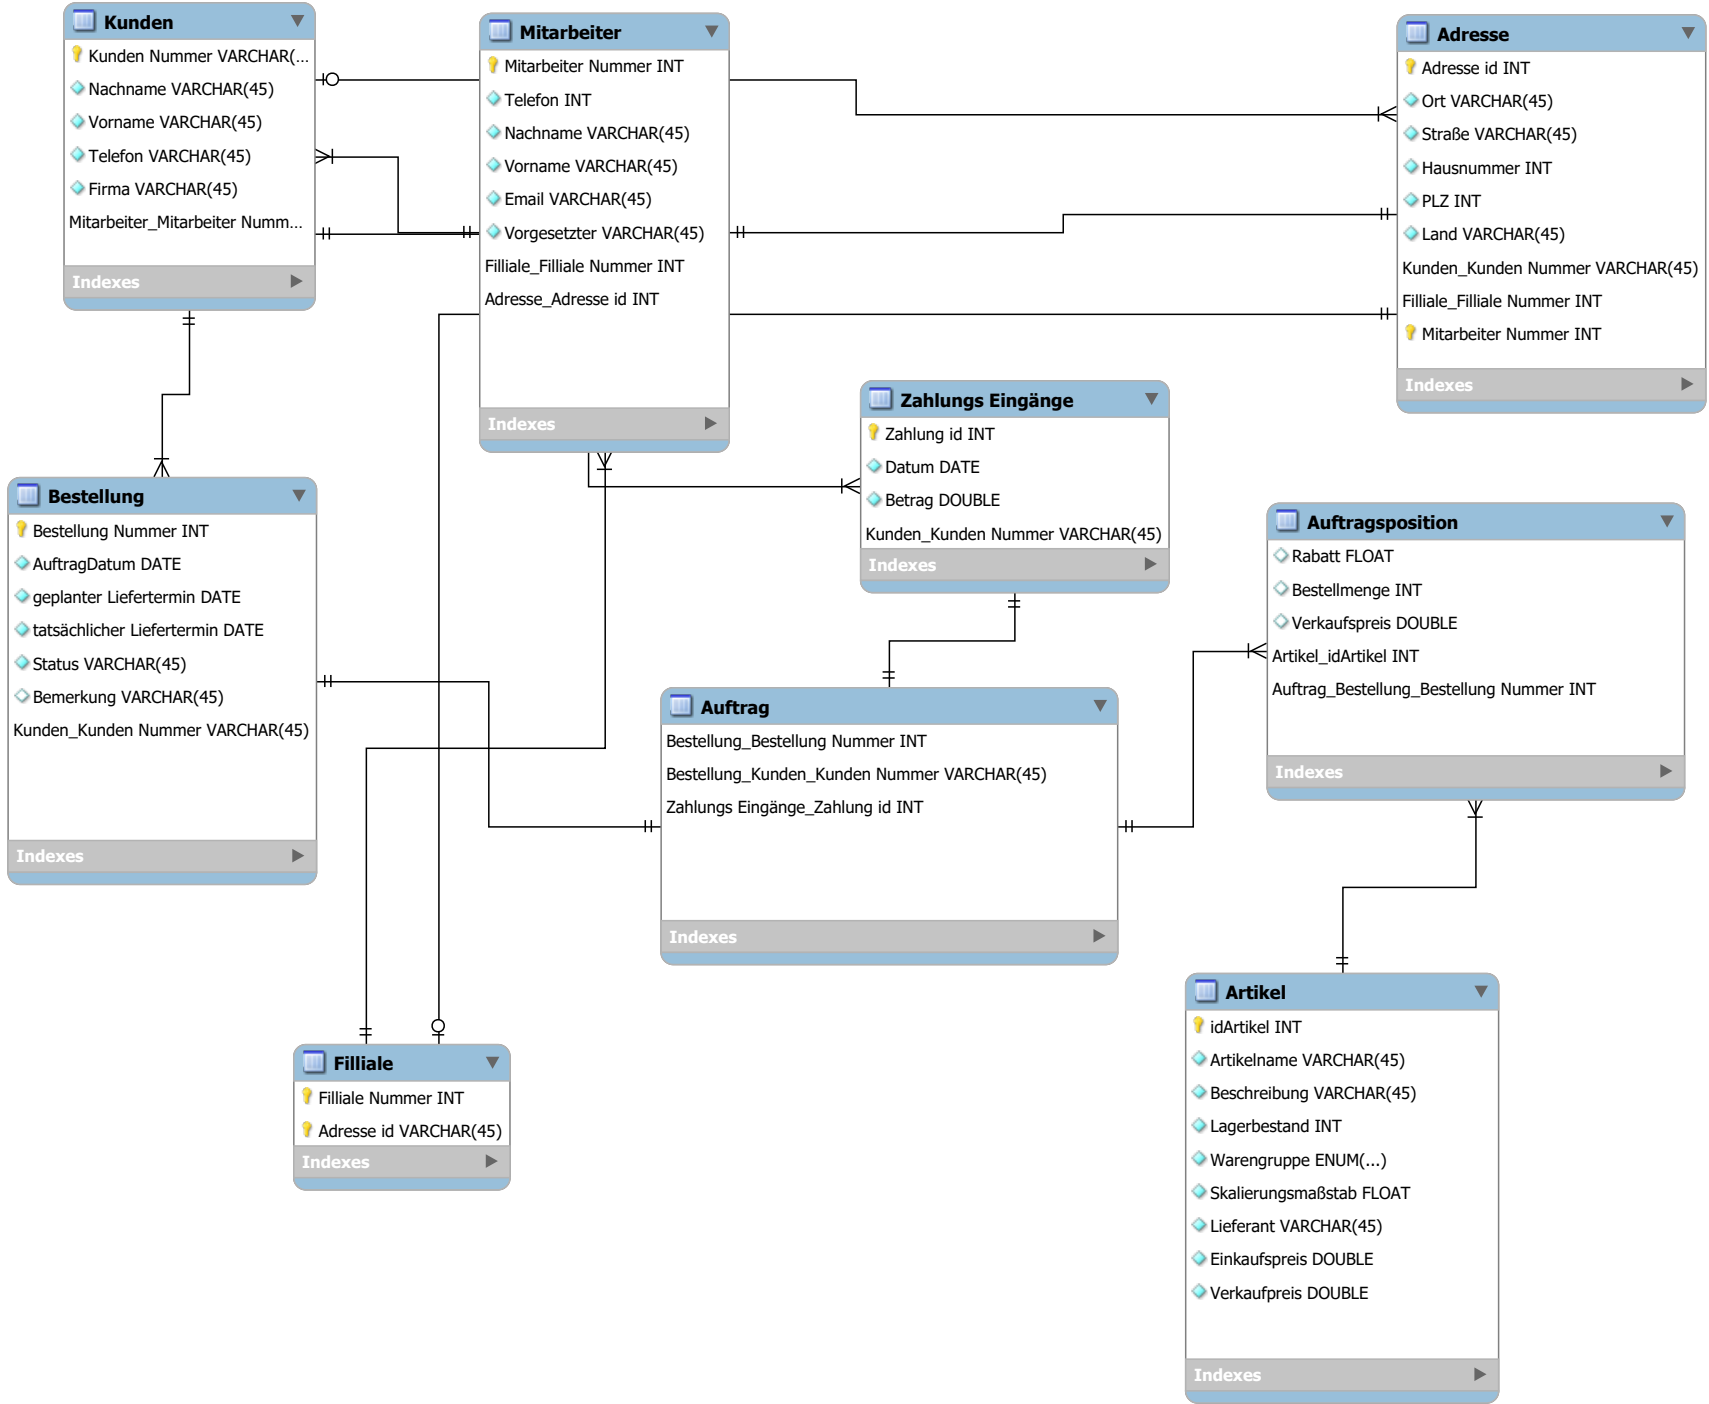 Kunden
Kunden Nummer VARCHAR(...
Nachname VARCHAR(45)
Vorname VARCHAR(45)
Telefon VARCHAR(45)
Firma VARCHAR(45)
Mitarbeiter_Mitarbeiter Numm...
Indexes
Mitarbeiter
Mitarbeiter Nummer INT
Telefon INT
Nachname VARCHAR(45)
Vorname VARCHAR(45)
Email VARCHAR(45)
Vorgesetzter VARCHAR(45)
Filliale_Filliale Nummer INT
Adresse_Adresse id INT
Indexes
Adresse
Adresse id INT
Ort VARCHAR(45)
Straße VARCHAR(45)
Hausnummer INT
PLZ INT
Land VARCHAR(45)
Kunden_Kunden Nummer VARCHAR(45)
Filliale_Filliale Nummer INT
Mitarbeiter Nummer INT
Indexes
Zahlungs Eingänge
Zahlung id INT
Datum DATE
Betrag DOUBLE
Kunden_Kunden Nummer VARCHAR(45)
Indexes
Bestellung
Bestellung Nummer INT
AuftragDatum DATE
geplanter Liefertermin DATE
tatsächlicher Liefertermin DATE
Status VARCHAR(45)
Bemerkung VARCHAR(45)
Kunden_Kunden Nummer VARCHAR(45)
Indexes
Auftragsposition
Rabatt FLOAT
Bestellmenge INT
Verkaufspreis DOUBLE
Artikel_idArtikel INT
Auftrag_Bestellung_Bestellung Nummer INT
Indexes
Auftrag
Bestellung_Bestellung Nummer INT
Bestellung_Kunden_Kunden Nummer VARCHAR(45)
Zahlungs Eingänge_Zahlung id INT
Indexes
Filliale
Filliale Nummer INT
Adresse id VARCHAR(45)
Indexes
Artikel
idArtikel INT
Artikelname VARCHAR(45)
Beschreibung VARCHAR(45)
Lagerbestand INT
Warengruppe ENUM(...)
Skalierungsmaßstab FLOAT
Lieferant VARCHAR(45)
Einkaufspreis DOUBLE
Verkaufpreis DOUBLE
Indexes